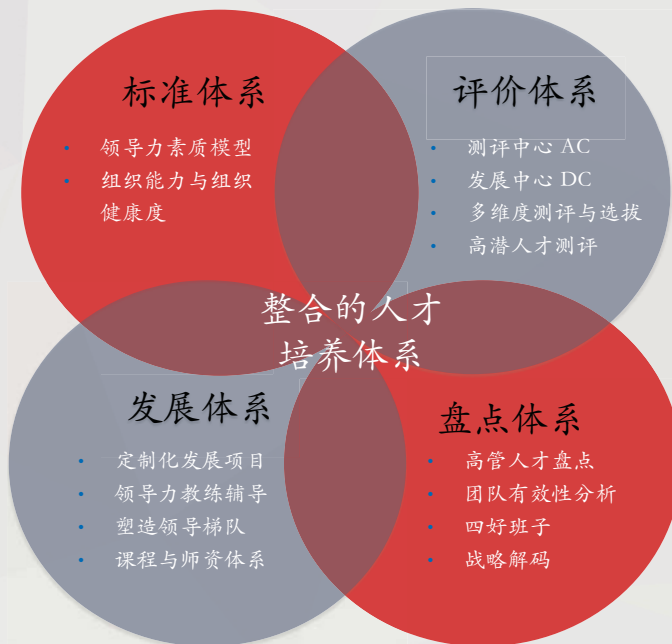 标准体系
• 领导力素质模型
• 组织能力与组织
健康度
评价体系
• 测评中心 AC
• 发展中心 DC
• 多维度测评与选拔
• 高潜人才测评
整合的人才
培养体系
发展体系
• 定制化发展项目
• 领导力教练辅导
• 塑造领导梯队
• 课程与师资体系
盘点体系
• 高管人才盘点
• 团队有效性分析
• 四好班子
• 战略解码